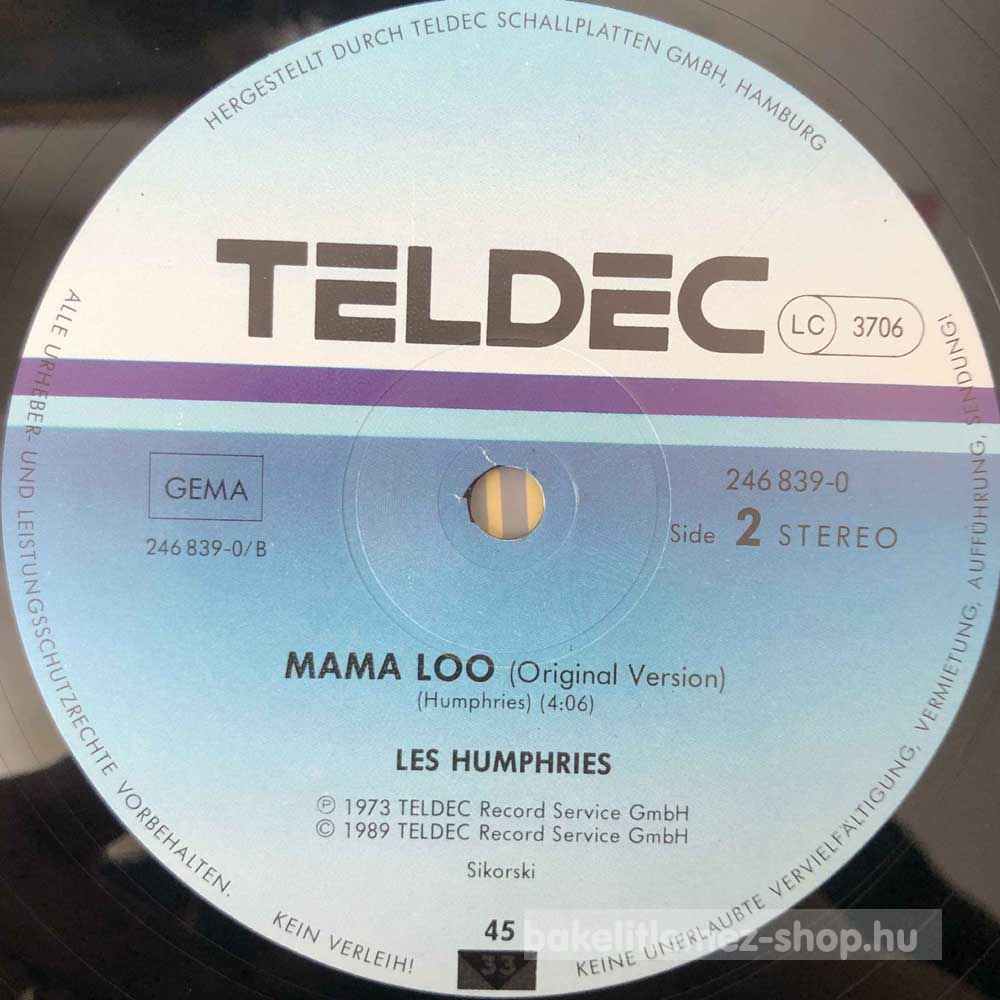 HERGESTELLT DURCH TELDEC SCHALLPLATTEN GMBH, HAMBURG
TELDEC
LC 3706
GEMA
246 839-0/B
246 839-0
Side 2 STEREO
MAMA LOO (Original Version)
(Humphries) (4:06)
LES HUMPHRIES
Ⓟ 1973 TELDEC Record Service GmbH
© 1989 TELDEC Record Service GmbH
Sikorski
45
33
ALLE URHEBER- UND LEISTUNGSSCHUTZRECHTE VORBEHALTEN.
KEIN VERLEIH!
KEINE UNERLAUBTE VERVIELFÄLTIGUNG, VERMIETUNG, AUFFÜHRUNG, SENDUNG!
bakelitlemez-shop.hu